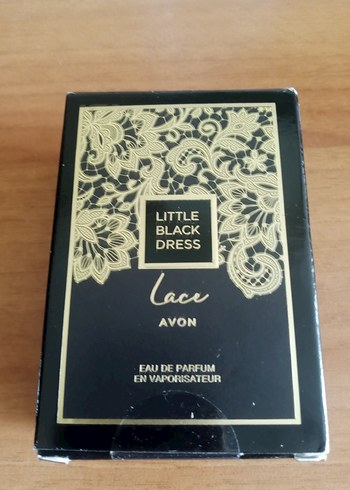 LITTLE
BLACK
DRESS
Lace
AVON
EAU DE PARFUM
EN VAPORISATEUR